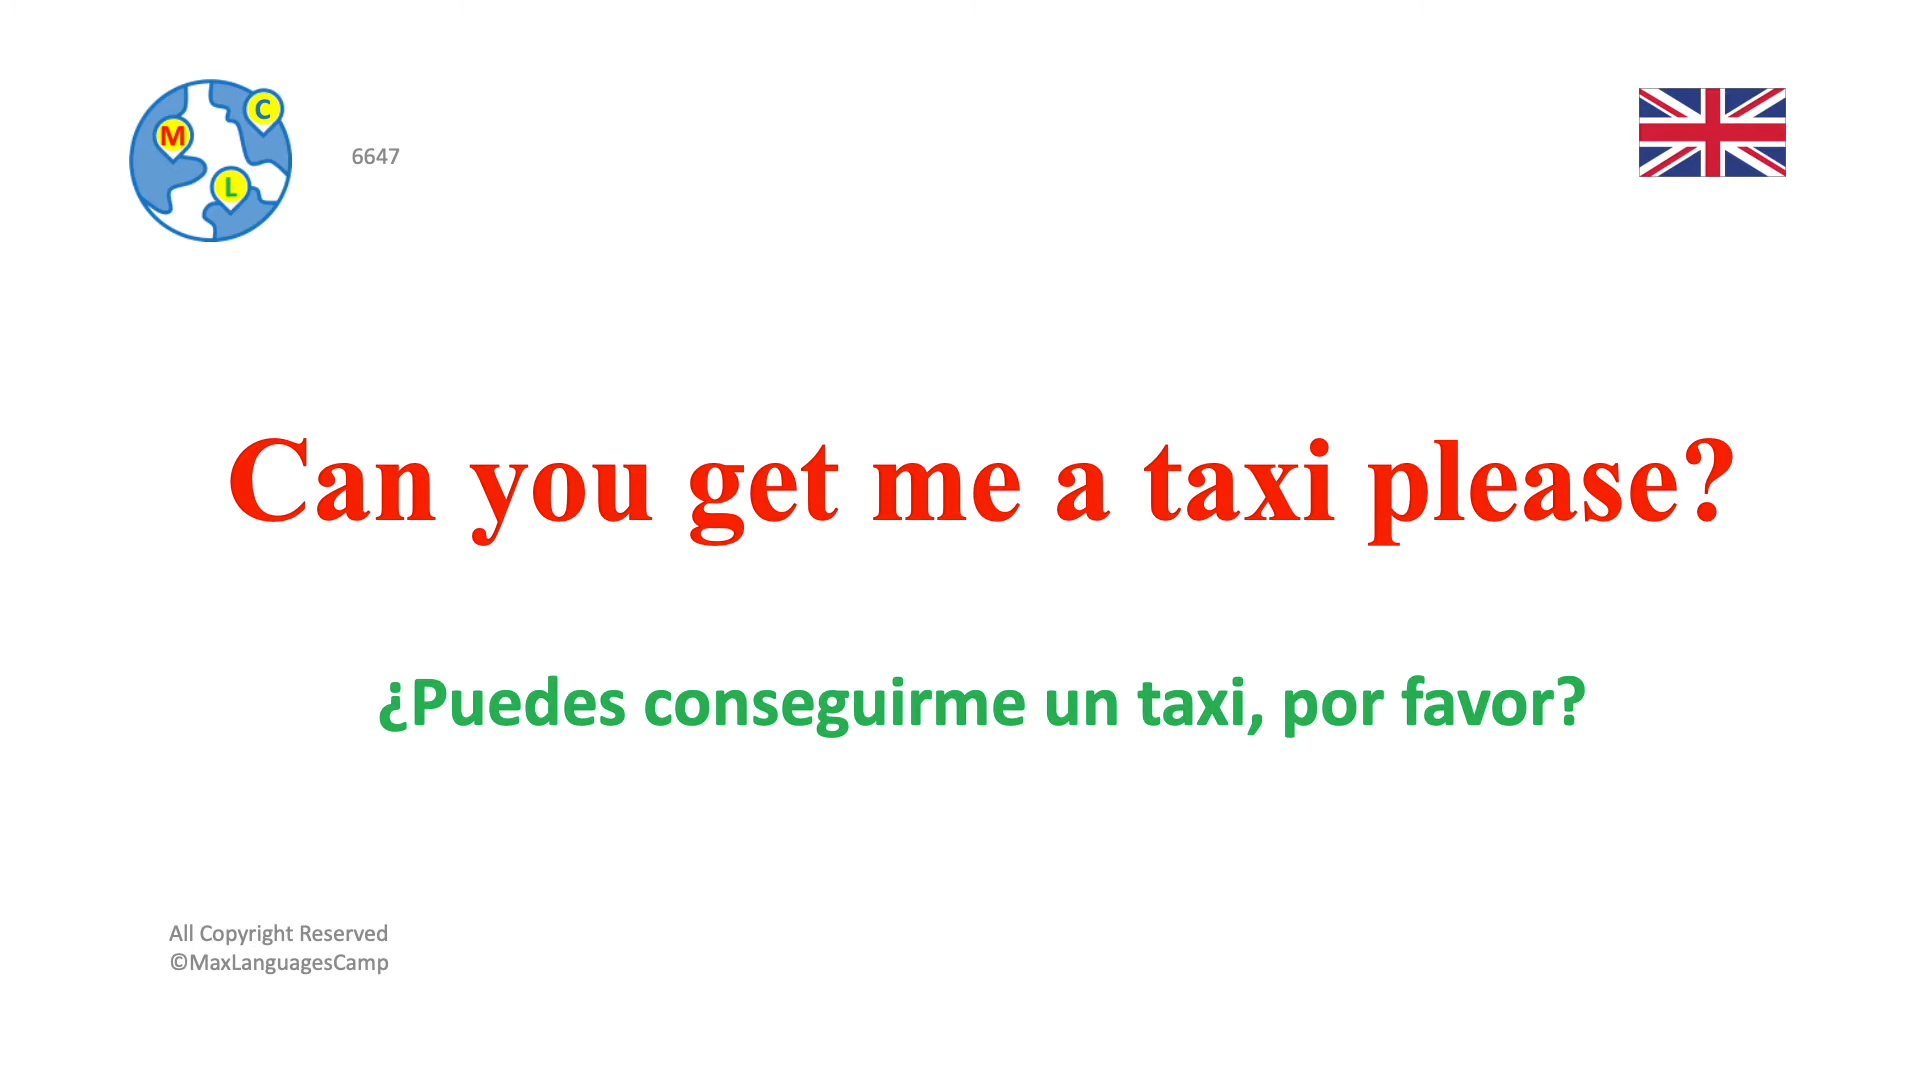 M
C
L
6647
Can you get me a taxi please?
¿Puedes conseguirme un taxi, por favor?
All Copyright Reserved
©MaxLanguagesCamp